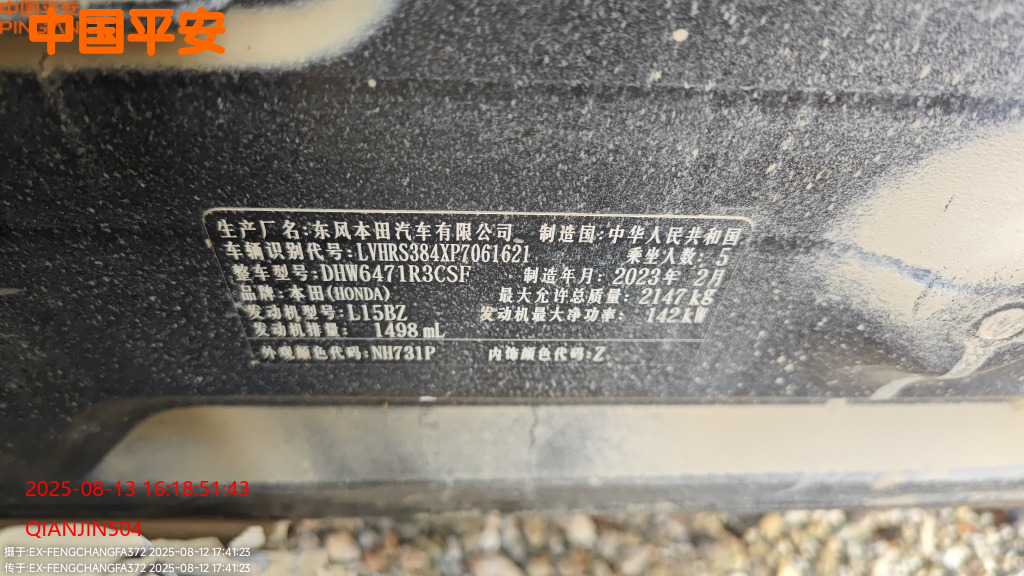 中国平安
PING
中国平安
生产厂名:东风本田汽车有限公司 制造国:中华人民共和国
车辆识别代号:LVHRS384XP7061621 乘坐人数: 5
整车型号:DHW6471R3CSF 制造年月: 2023年 2月
品牌:本田(HONDA) 最大允许总质量: 2147 kg
发动机型号:L15BZ 发动机最大净功率: 142kW
发动机排量: 1498 mL
外观颜色代码:NH731P 内饰颜色代码:Z
2025-08-13 16:18:51:43
QIANJIN504
摄于:EX-FENGCHANGFA372 2025-08-12 17:41:23
传于:EX-FENGCHANGFA372 2025-08-12 17:41:23